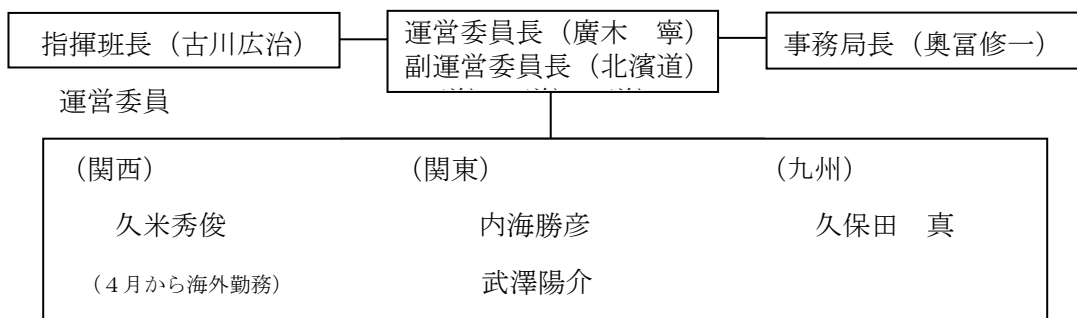 指揮班長（古川広治）
運営委員長（廣木　寧）
副運営委員長（北濱道）
事務局長（奥冨修一）
運営委員
（関西）
（関東）
（九州）
久米秀俊
内海勝彦
久保田　真
（４月から海外勤務）
武澤陽介